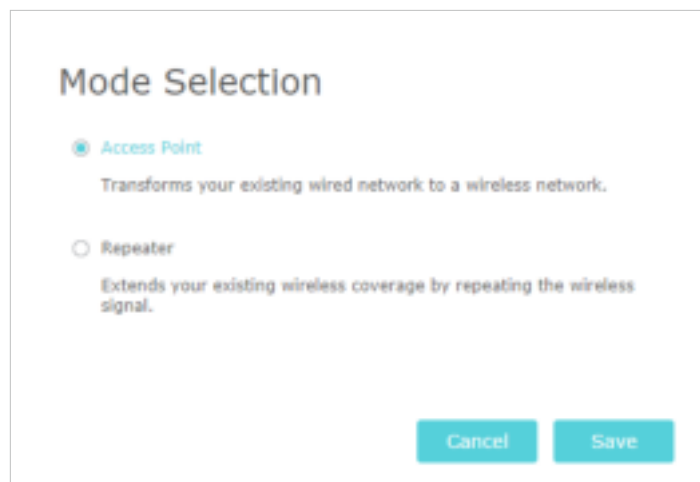 Mode Selection
Access Point
Transforms your existing wired network to a wireless network.
Repeater
Extends your existing wireless coverage by repeating the wireless
signal.
Cancel
Save